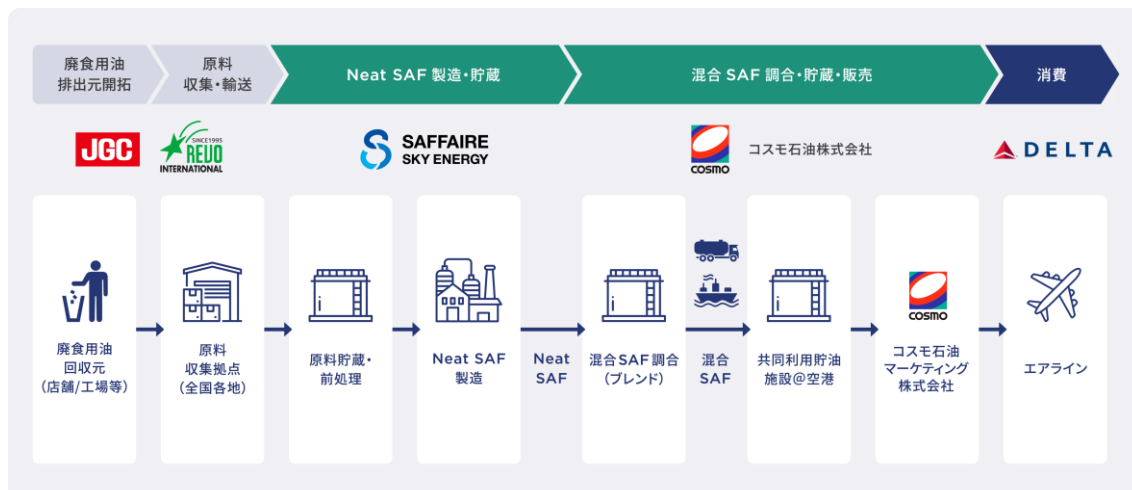 廃食用油
排出元開拓
原料
収集・輸送
Neat SAF 製造・貯蔵
混合 SAF 調合・貯蔵・販売
消費
JGC
SINCE1995
REVO
INTERNATIONAL
SAFFAIRE
SKY ENERGY
COSMO
コスモ石油株式会社
DELTA
廃食用油
回収元
（店舗/工場等）
原料
収集拠点
（全国各地）
原料貯蔵・
前処理
Neat SAF
製造
Neat
SAF
混合SAF調合
（ブレンド）
混合
SAF
共同利用貯油
施設@空港
COSMO
コスモ石油
マーケティング
株式会社
エアライン